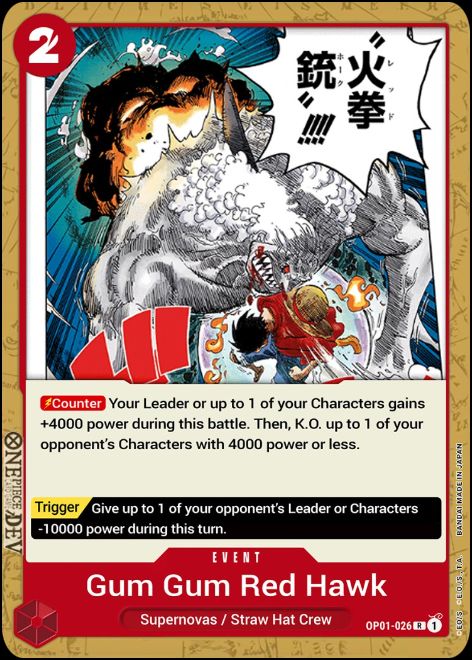 2
"火拳
レッド
銃"!!!!
ホーク
Counter Your Leader or up to 1 of your Characters gains
+4000 power during this battle. Then, K.O. up to 1 of your
opponent's Characters with 4000 power or less.
Trigger Give up to 1 of your opponent's Leader or Characters
-10000 power during this turn.
EVENT
Gum Gum Red Hawk
Supernovas / Straw Hat Crew
OP01-026 R 1
ONE PIECE DEV
©E.O./S. ©E.O./S.,T.A. BANDAI MADE IN JAPAN